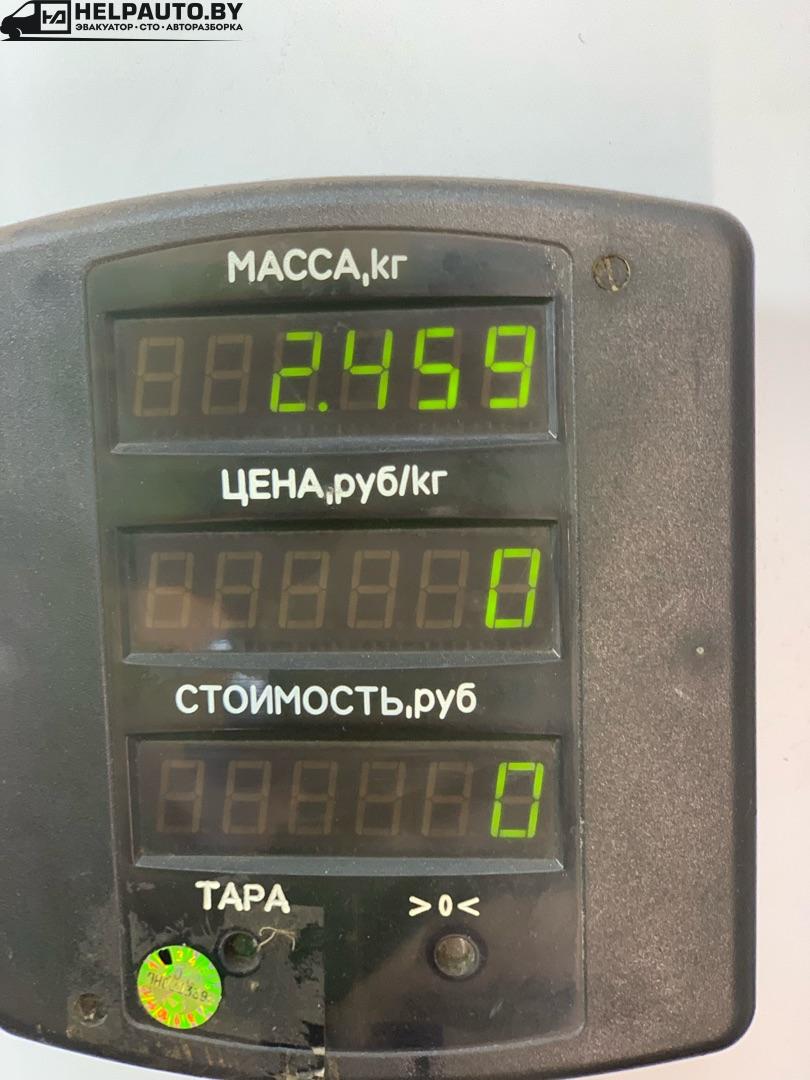 HELPAUTO.BY
ЭВАКУАТОР • СТО • АВТОРАЗБОРКА
МАССА,кг
2.459
ЦЕНА,руб/кг
0
СТОИМОСТЬ,руб
0
ТАРА >0<